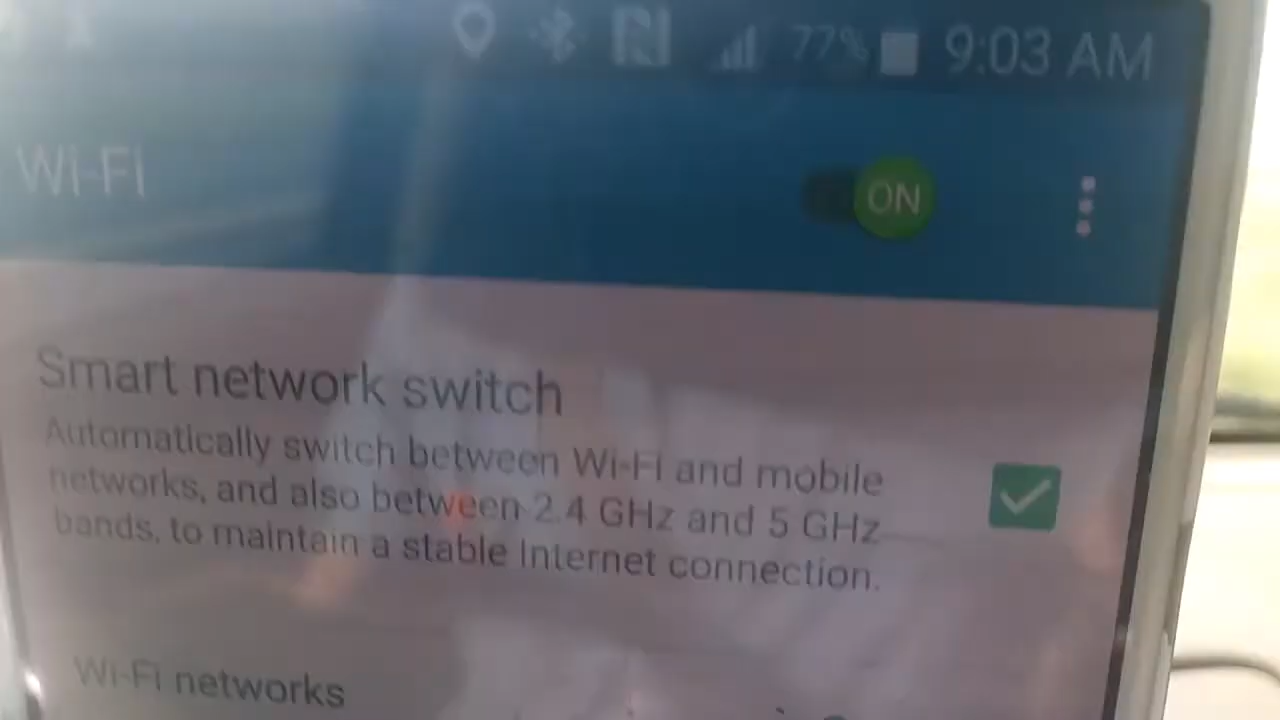 77% 9:03 AM
Wi-Fi ON
Smart network switch
Automatically switch between Wi-Fi and mobile
networks, and also between 2.4 GHz and 5 GHz
bands, to maintain a stable Internet connection.
Wi-Fi networks